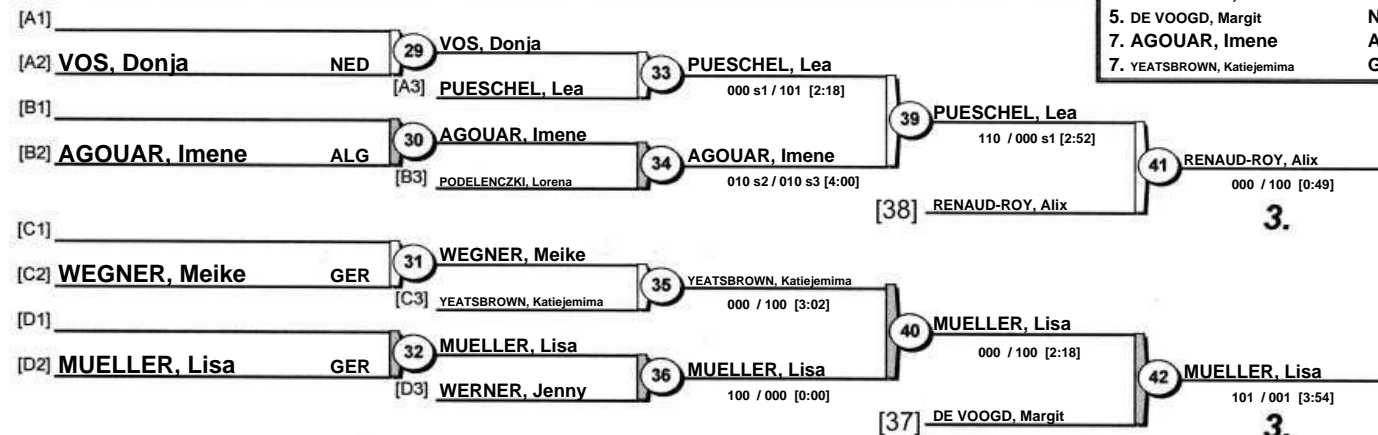 5. DE VOOGD, Margit N
7. AGOUAR, Imene A
7. YEATSBROWN, Katiejemima G
[A1]
[A2] VOS, Donja NED
29 VOS, Donja
[A3] PUESCHEL, Lea
33 PUESCHEL, Lea
000 s1 / 101 [2:18]
[B1]
[B2] AGOUAR, Imene ALG
30 AGOUAR, Imene
[B3] PODELENCZKI, Lorena
34 AGOUAR, Imene
010 s2 / 010 s3 [4:00]
39 PUESCHEL, Lea
110 / 000 s1 [2:52]
[38] RENAUD-ROY, Alix
41 RENAUD-ROY, Alix
000 / 100 [0:49]
3.
[C1]
[C2] WEGNER, Meike GER
31 WEGNER, Meike
[C3] YEATSBROWN, Katiejemima
35 YEATSBROWN, Katiejemima
000 / 100 [3:02]
[D1]
[D2] MUELLER, Lisa GER
32 MUELLER, Lisa
[D3] WERNER, Jenny
36 MUELLER, Lisa
100 / 000 [0:00]
40 MUELLER, Lisa
000 / 100 [2:18]
[37] DE VOOGD, Margit
42 MUELLER, Lisa
101 / 001 [3:54]
3.